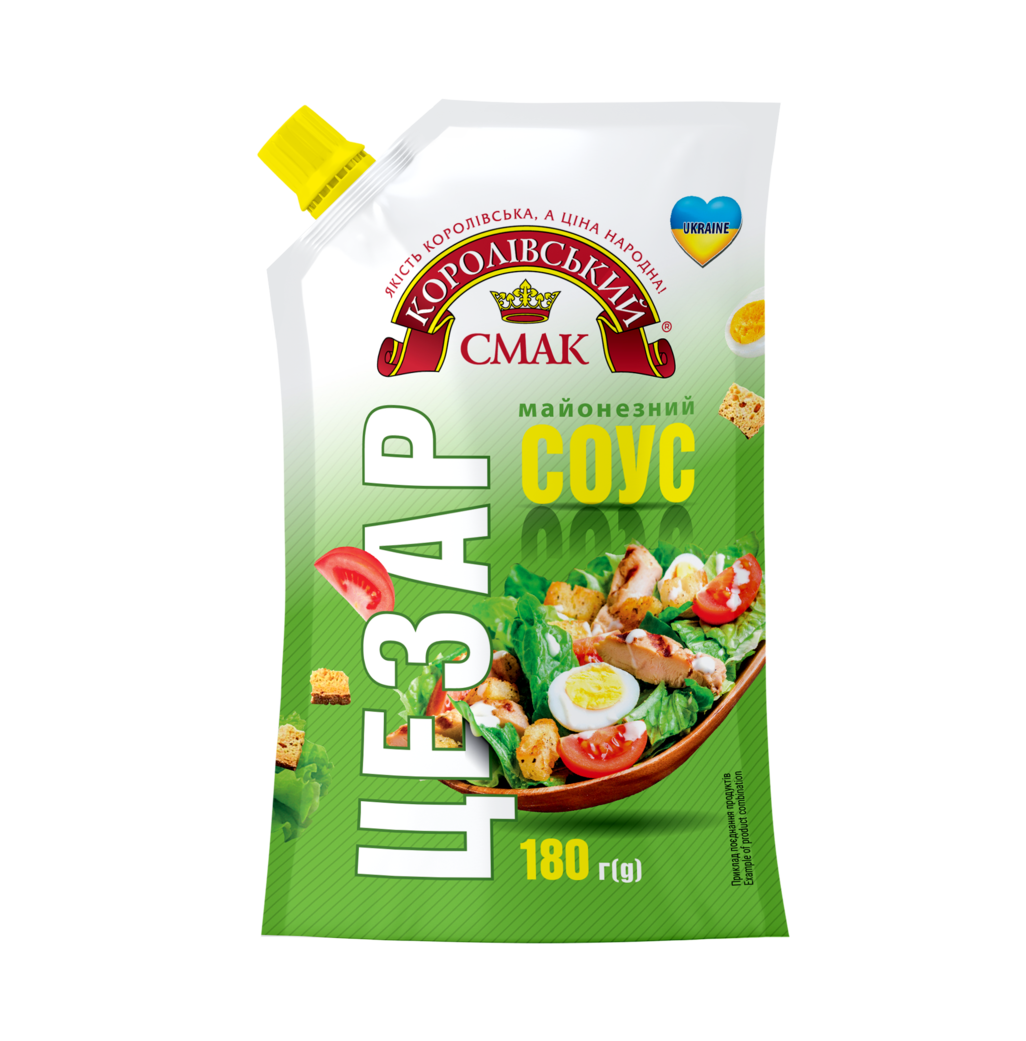 ЯКІСТЬ КОРОЛІВСЬКА, А ЦІНА НАРОДНА!
КОРОЛІВСЬКИЙ
СМАК
®
UKRAINE
майонезний
СОУС
ЦЕЗАР
180 г(g)
Приклад поєднання продуктів
Example of product combination